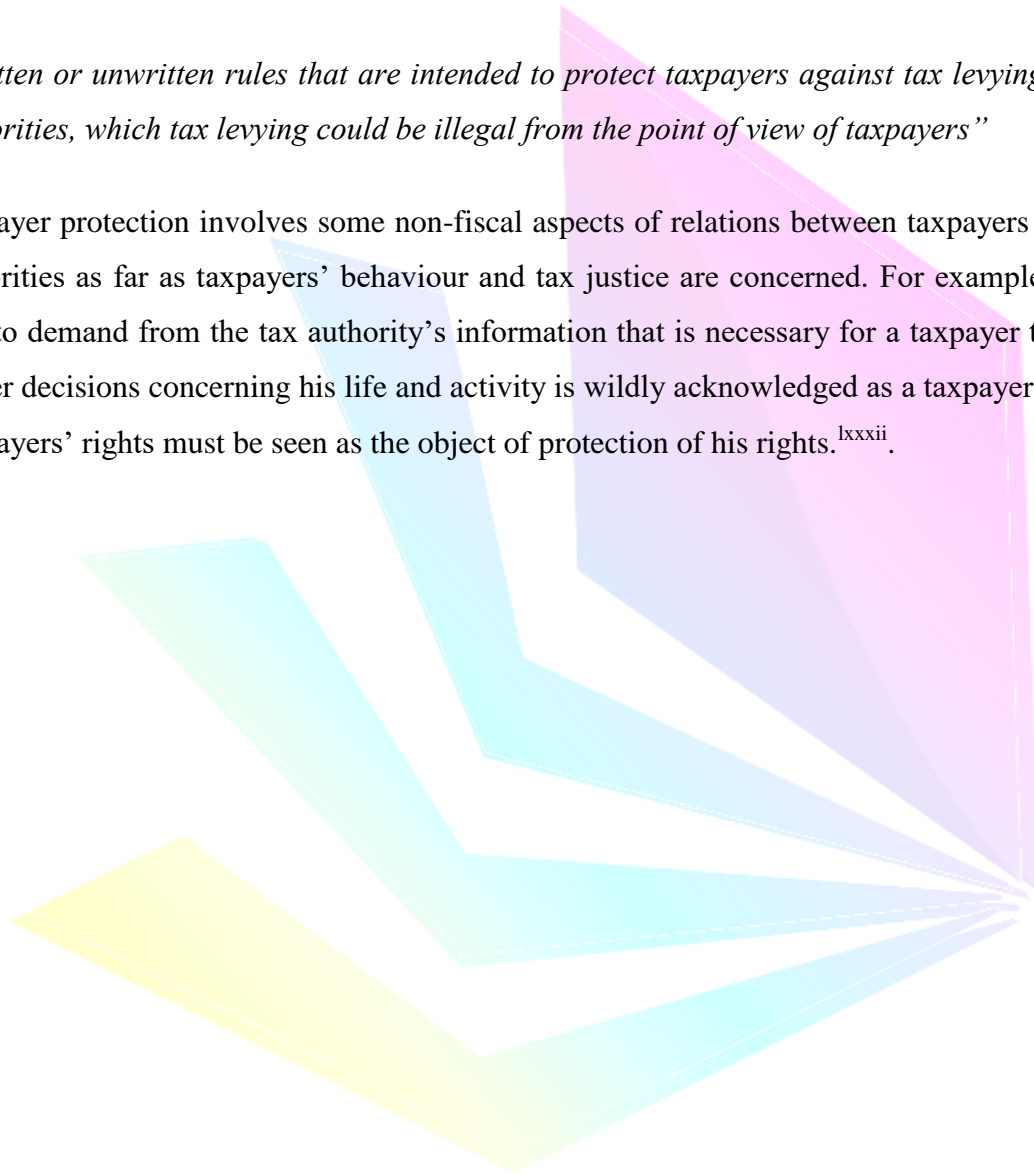 tten or unwritten rules that are intended to protect taxpayers against tax levying
orities, which tax levying could be illegal from the point of view of taxpayers”
ayer protection involves some non-fiscal aspects of relations between taxpayers
rities as far as taxpayers’ behaviour and tax justice are concerned. For example
to demand from the tax authority’s information that is necessary for a taxpayer t
er decisions concerning his life and activity is wildly acknowledged as a taxpayer
ayers’ rights must be seen as the object of protection of his rights.lxxxii.